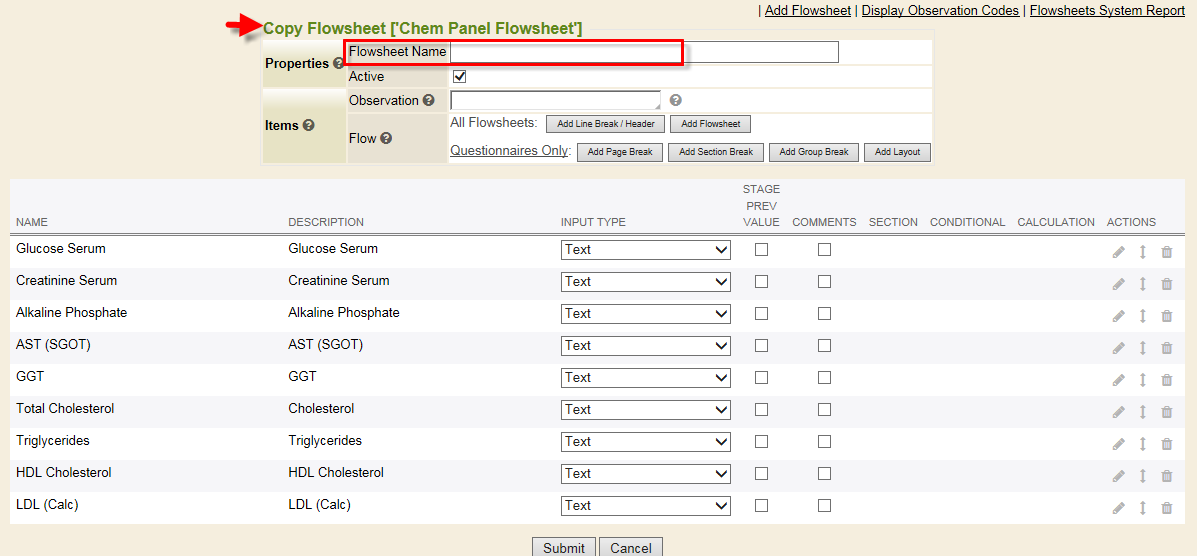 | Add Flowsheet | Display Observation Codes | Flowsheets System Report
Copy Flowsheet ['Chem Panel Flowsheet']
Properties ? Flowsheet Name
Active
Items ? Observation ? ?
Flow ? All Flowsheets: Add Line Break / Header Add Flowsheet
Questionnaires Only: Add Page Break Add Section Break Add Group Break Add Layout
NAME DESCRIPTION INPUT TYPE STAGE PREV VALUE COMMENTS SECTION CONDITIONAL CALCULATION ACTIONS
Glucose Serum Glucose Serum Text
Creatinine Serum Creatinine Serum Text
Alkaline Phosphate Alkaline Phosphate Text
AST (SGOT) AST (SGOT) Text
GGT GGT Text
Total Cholesterol Cholesterol Text
Triglycerides Triglycerides Text
HDL Cholesterol HDL Cholesterol Text
LDL (Calc) LDL (Calc) Text
Submit Cancel